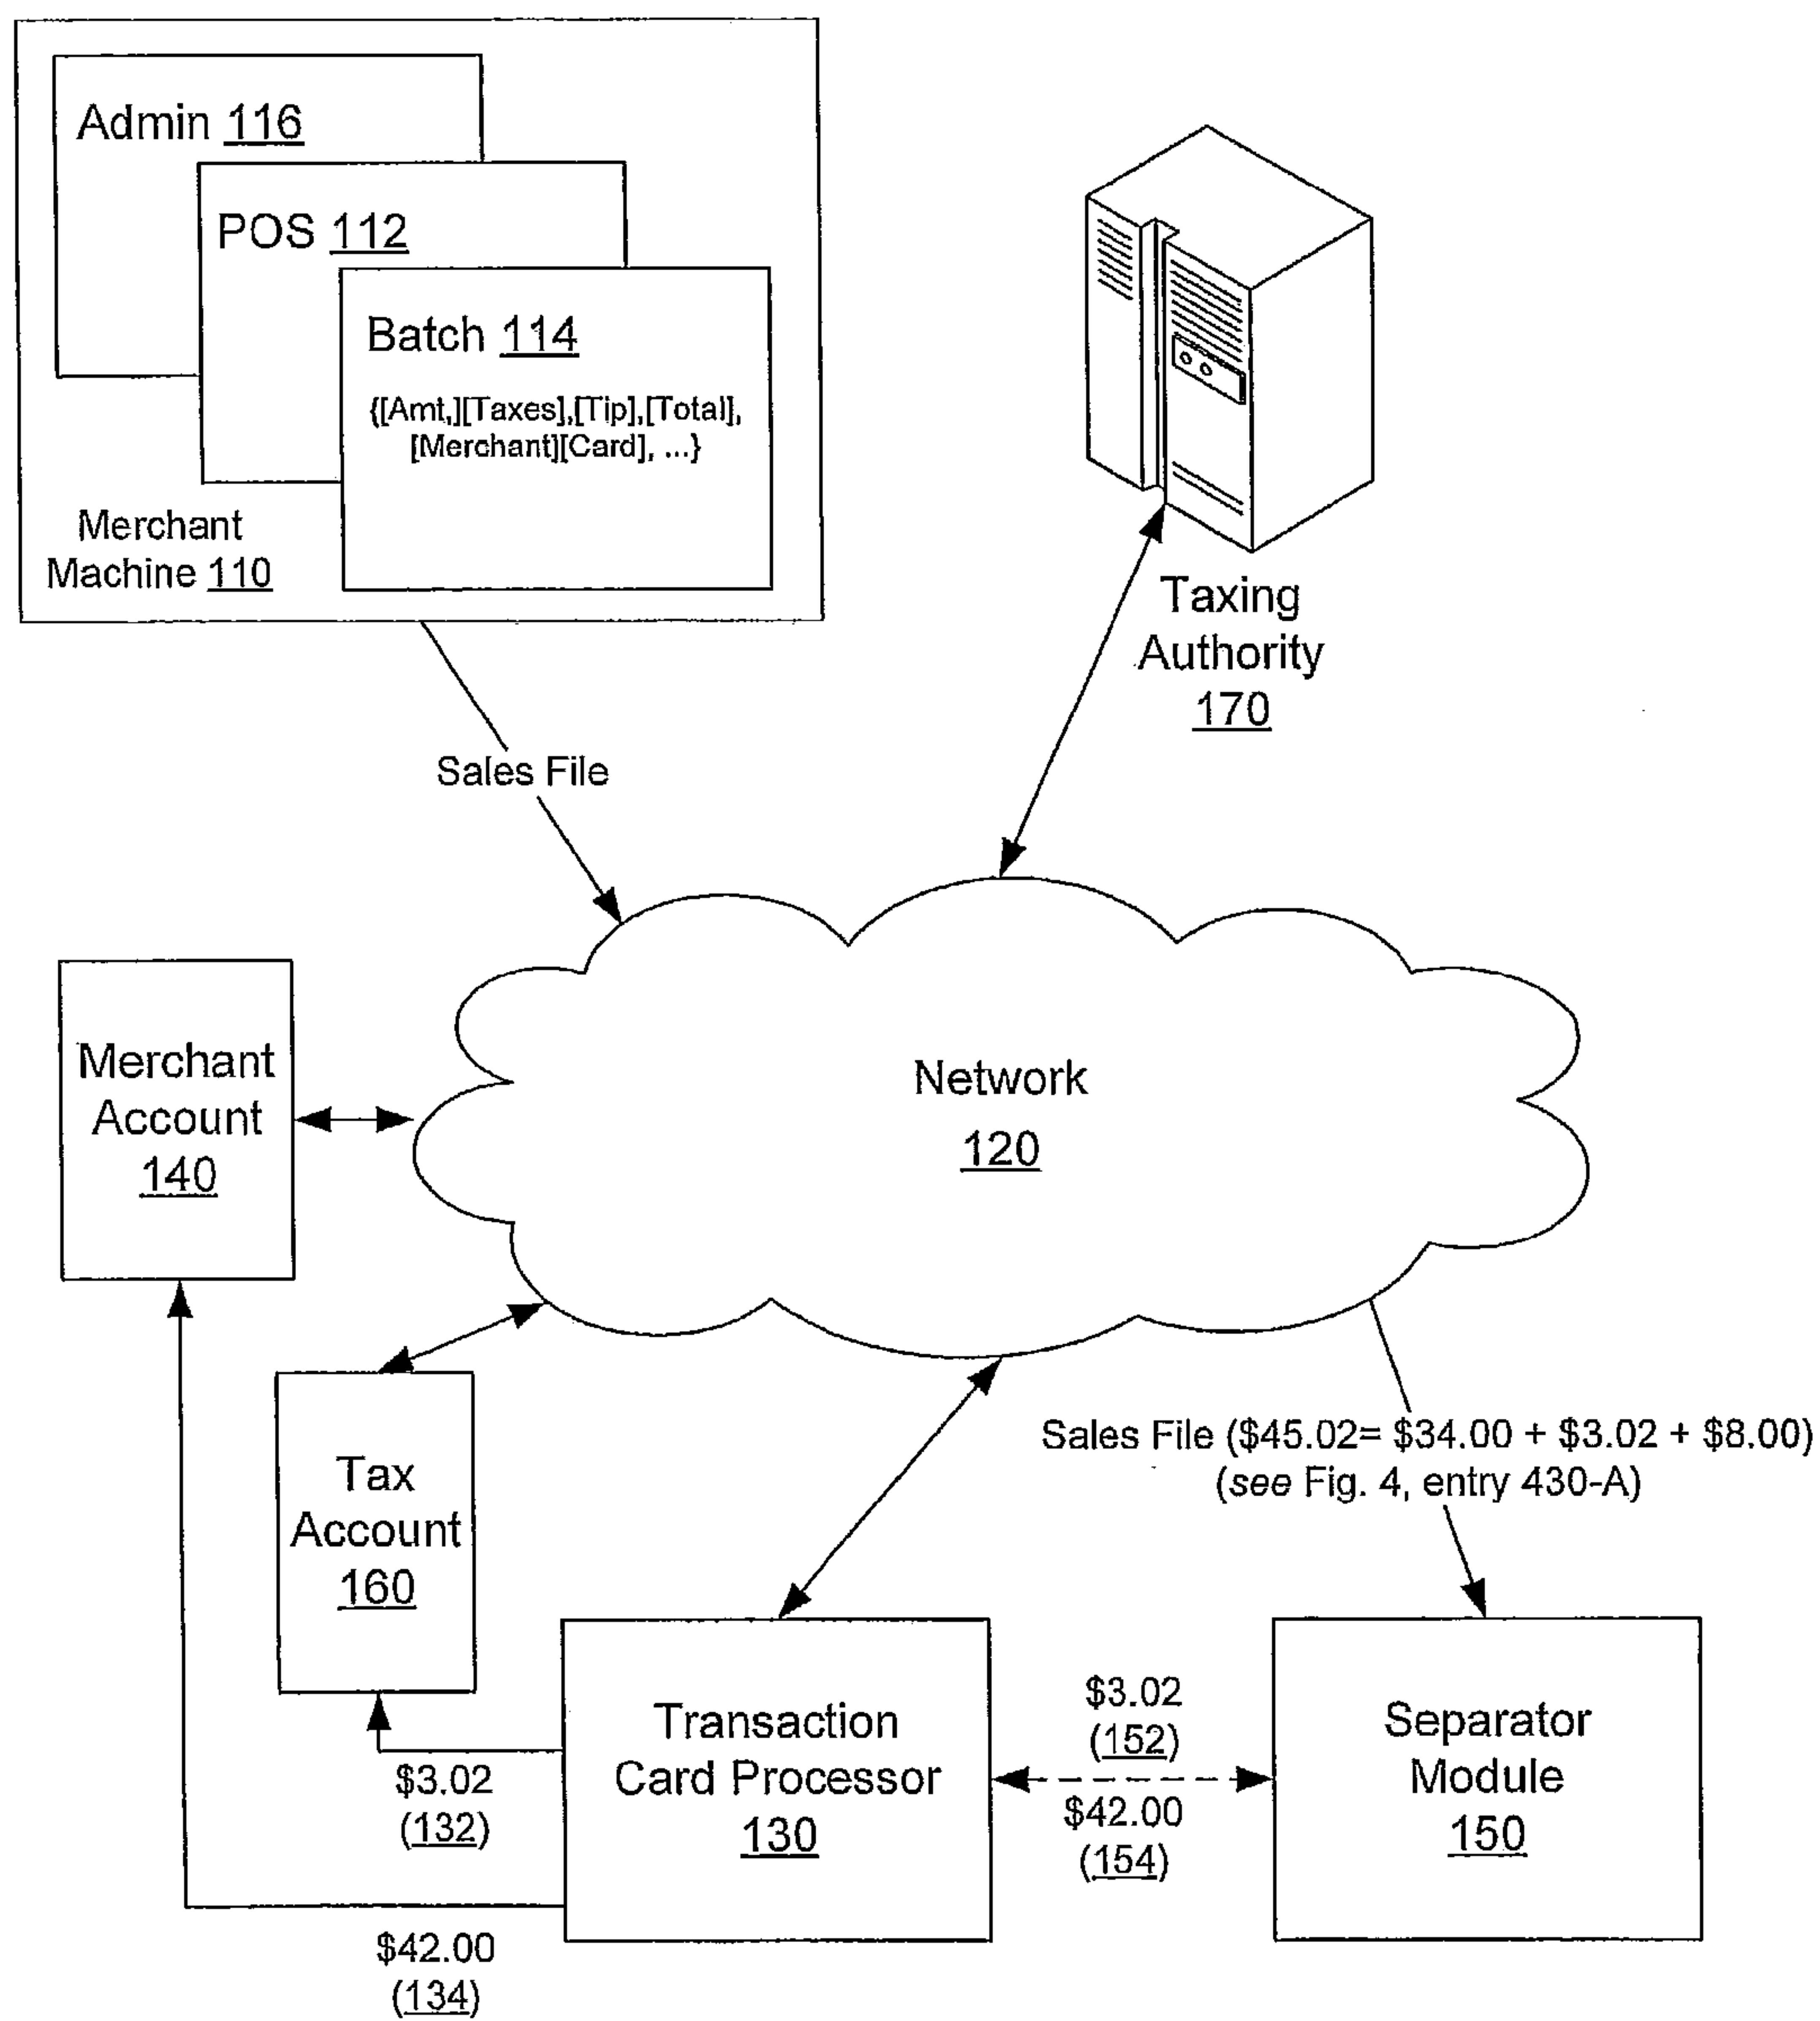 Admin 116
POS 112
Batch 114
{[Amt,][Taxes],[Tip],[Total],
[Merchant][Card], ...}
Merchant
Machine 110
Taxing
Authority
170
Sales File
Network
120
Merchant
Account
140
Tax
Account
160
Sales File ($45.02= $34.00 + $3.02 + $8.00)
(see Fig. 4, entry 430-A)
Transaction
Card Processor
130
$3.02
(152)
$42.00
(154)
Separator
Module
150
$3.02
(132)
$42.00
(134)